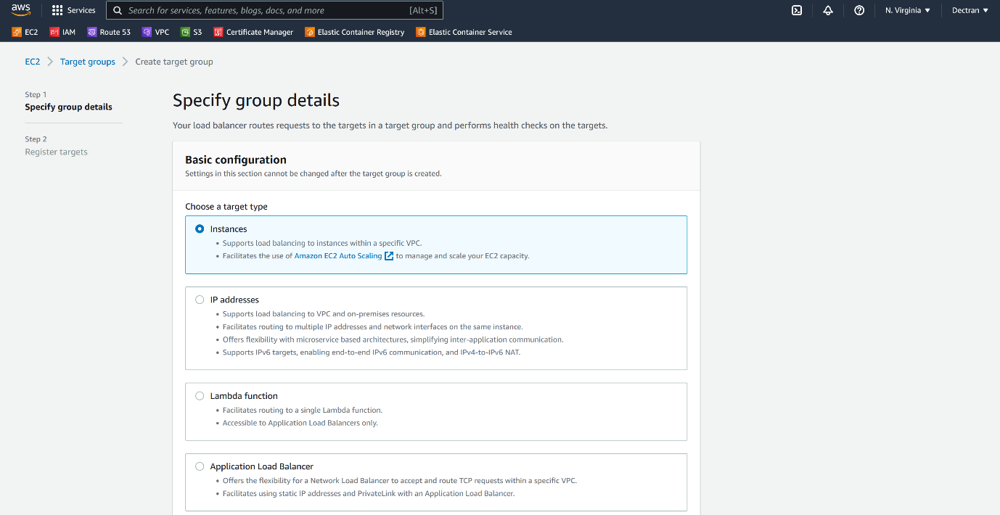 aws
Services
Search for services, features, blogs, docs, and more
[Alt+S]
N. Virginia
Dectran
EC2
IAM
Route 53
VPC
S3
Certificate Manager
Elastic Container Registry
Elastic Container Service
EC2
Target groups
Create target group
Step 1
Specify group details
Step 2
Register targets
Specify group details
Your load balancer routes requests to the targets in a target group and performs health checks on the targets.
Basic configuration
Settings in this section cannot be changed after the target group is created.
Choose a target type
Instances
• Supports load balancing to instances within a specific VPC.
• Facilitates the use of Amazon EC2 Auto Scaling to manage and scale your EC2 capacity.
IP addresses
• Supports load balancing to VPC and on-premises resources.
• Facilitates routing to multiple IP addresses and network interfaces on the same instance.
• Offers flexibility with microservice based architectures, simplifying inter-application communication.
• Supports IPv6 targets, enabling end-to-end IPv6 communication, and IPv4-to-IPv6 NAT.
Lambda function
• Facilitates routing to a single Lambda function.
• Accessible to Application Load Balancers only.
Application Load Balancer
• Offers the flexibility for a Network Load Balancer to accept and route TCP requests within a specific VPC.
• Facilitates using static IP addresses and PrivateLink with an Application Load Balancer.